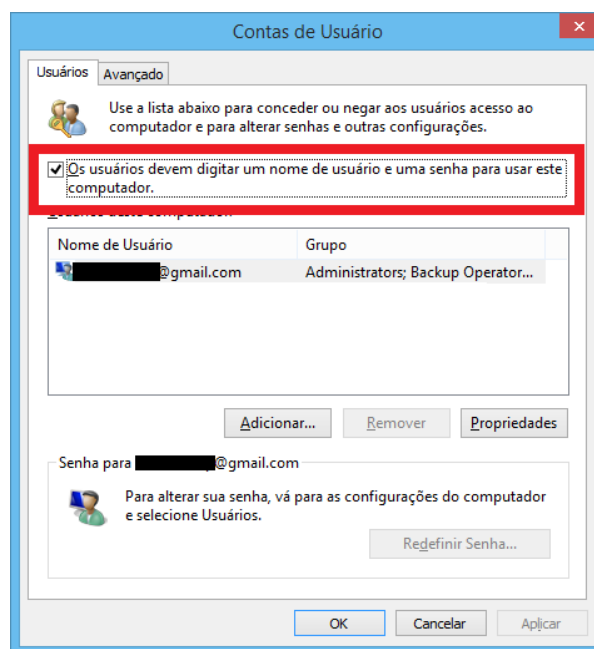 Contas de Usuário
Usuários
Avançado
Use a lista abaixo para conceder ou negar aos usuários acesso ao
computador e para alterar senhas e outras configurações.
Os usuários devem digitar um nome de usuário e uma senha para usar este
computador.
Nome de Usuário Grupo
@gmail.com Administrators; Backup Operator...
Adicionar... Remover Propriedades
Senha para @gmail.com
Para alterar sua senha, vá para as configurações do computador
e selecione Usuários.
Redefinir Senha...
OK Cancelar Aplicar